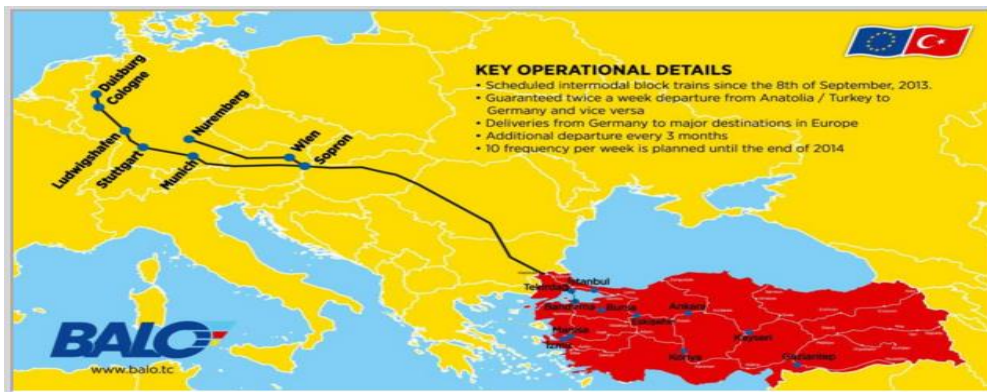 KEY OPERATIONAL DETAILS
• Scheduled intermodal block trains since the 8th of September, 2013.
• Guaranteed twice a week departure from Anatolia / Turkey to
Germany and vice versa
• Deliveries from Germany to major destinations in Europe
• Additional departure every 3 months
• 10 frequency per week is planned until the end of 2014
Duisburg
Cologne
Nuremberg
Ludwigshafen
Stuttgart
Munich
Wien
Sopron
Istanbul
Tekirdağ
Bandırma
Bursa
Eskişehir
Ankara
Manisa
İzmir
Konya
Kayseri
Gaziantep
BALO
www.balo.tc